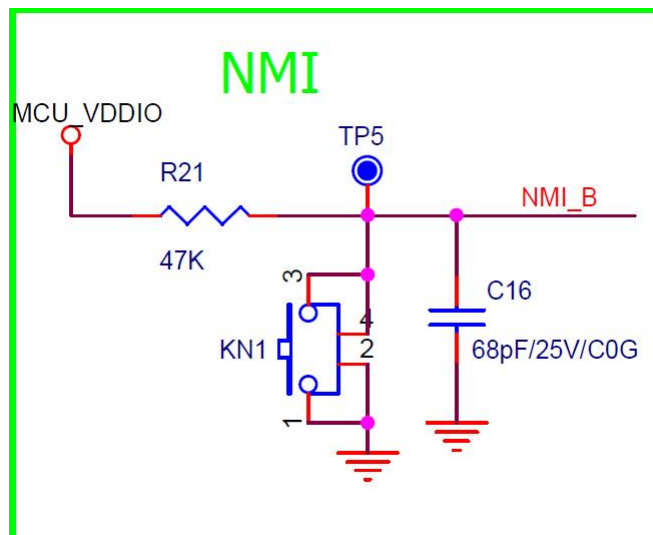 NMI
MCU_VDDIO
TP5
R21
NMI_B
47K
3
C16
4
KN1
2
68pF/25V/C0G
1